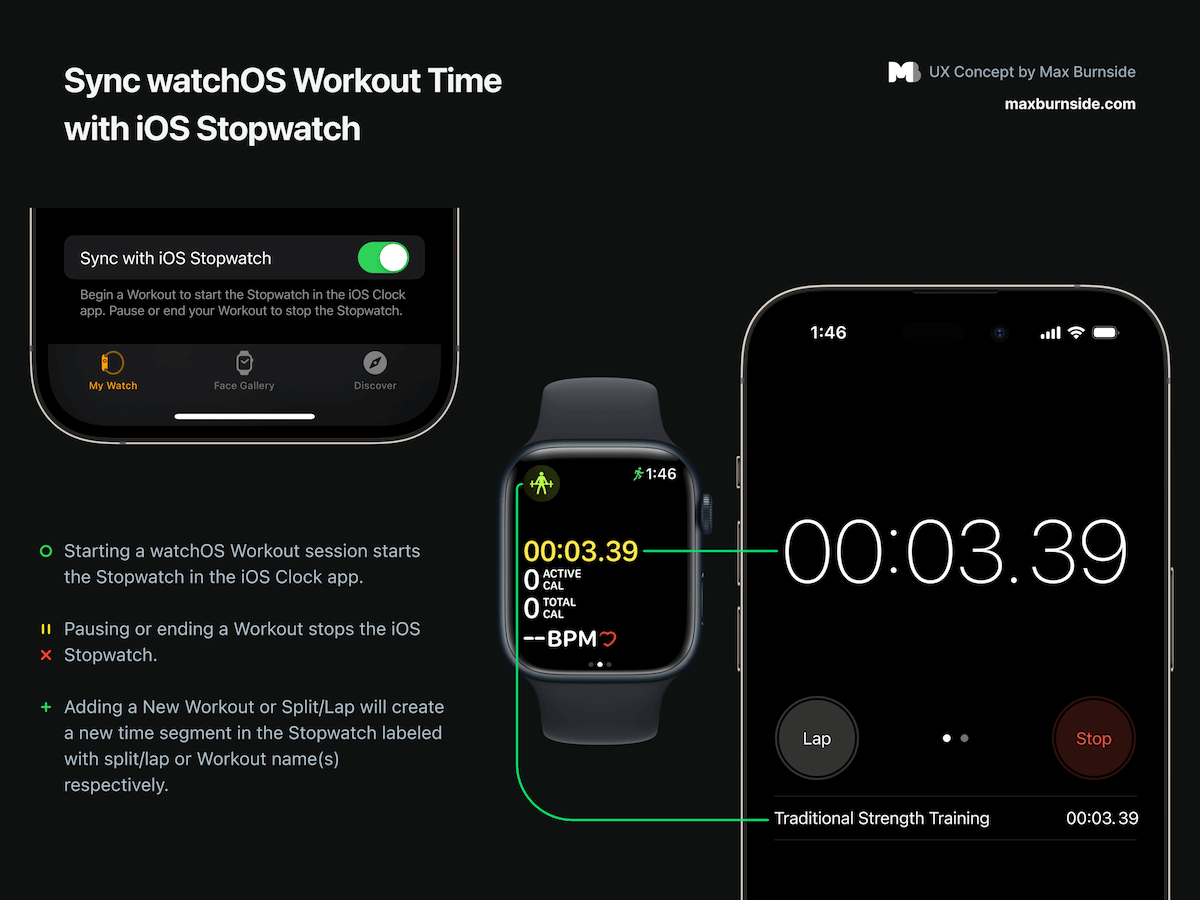 Sync watchOS Workout Time
with iOS Stopwatch
UX Concept by Max Burnside
maxburnside.com
Sync with iOS Stopwatch
Begin a Workout to start the Stopwatch in the iOS Clock
app. Pause or end your Workout to stop the Stopwatch.
My Watch
Face Gallery
Discover
Starting a watchOS Workout session starts
the Stopwatch in the iOS Clock app.
Pausing or ending a Workout stops the iOS
Stopwatch.
Adding a New Workout or Split/Lap will create
a new time segment in the Stopwatch labeled
with split/lap or Workout name(s)
respectively.
1:46
00:03.39
0 ACTIVE
CAL
0 TOTAL
CAL
--BPM
1:46
00:03.39
Lap
Stop
Traditional Strength Training 00:03.39